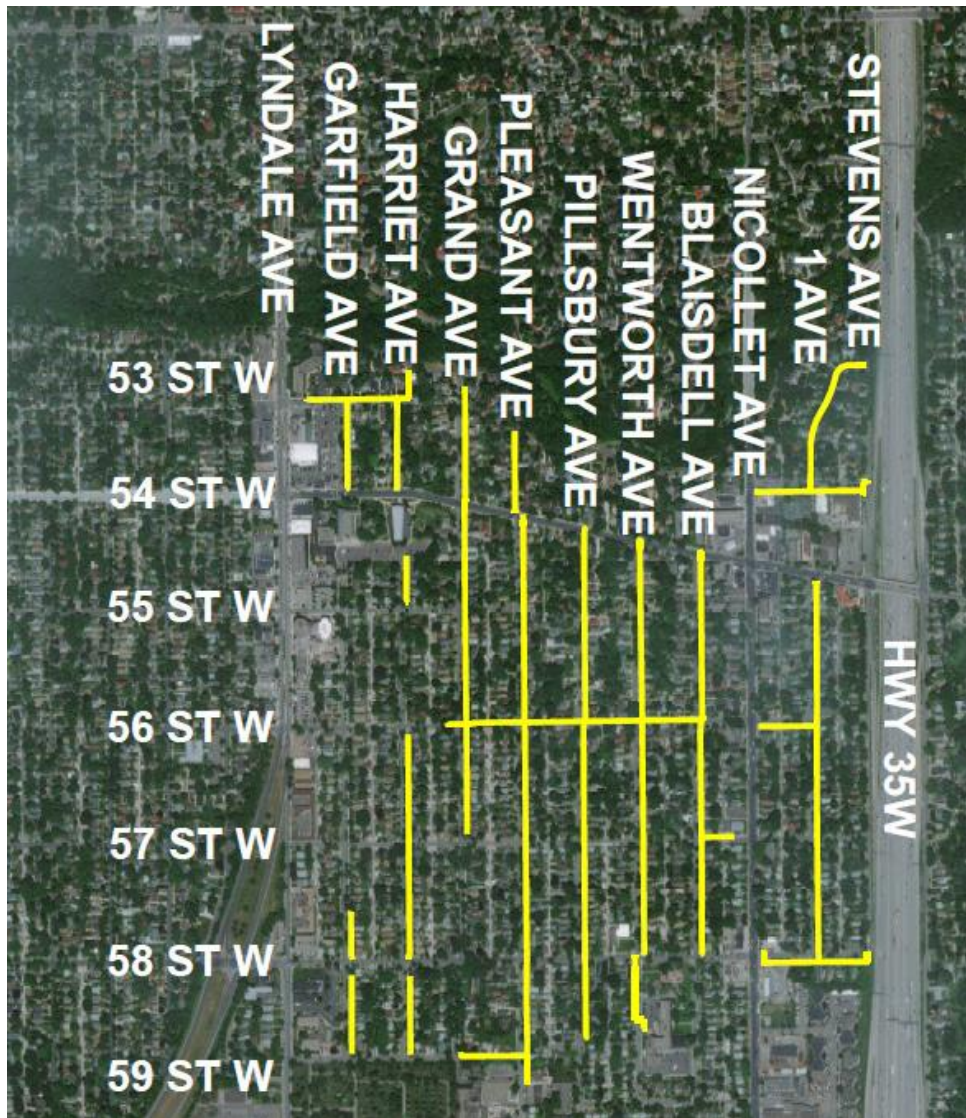 LYNDALE AVE
GARFIELD AVE
HARRIET AVE
GRAND AVE
PLEASANT AVE
PILLSBURY AVE
WENTWORTH AVE
BLAISDELL AVE
NICOLLET AVE
1 AVE
STEVENS AVE
53 ST W
54 ST W
55 ST W
56 ST W
57 ST W
58 ST W
59 ST W
HWY 35W